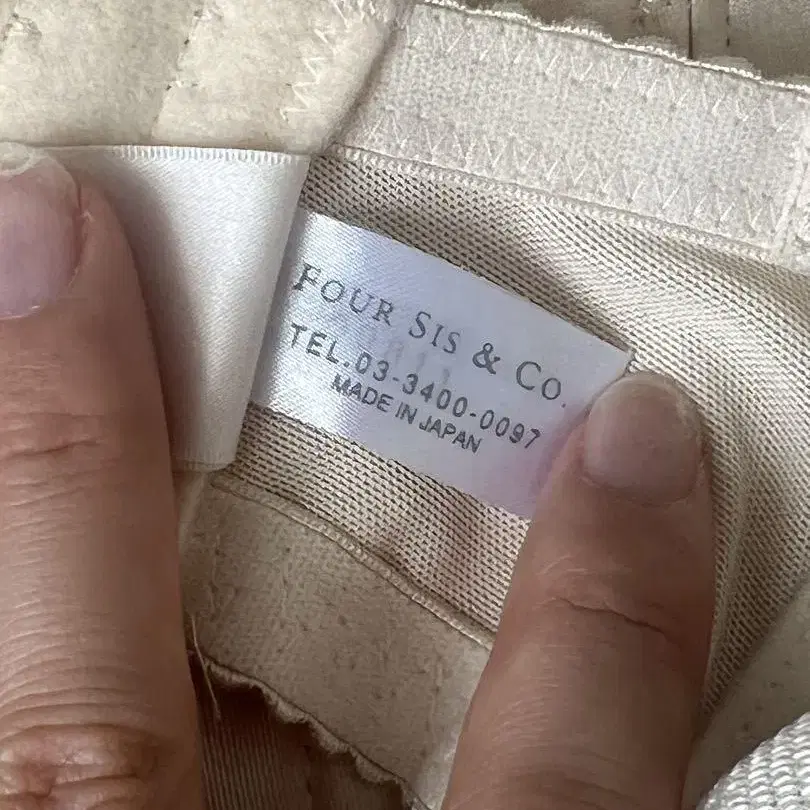 FOUR SIS & CO.
TEL.03-3400-0097
MADE IN JAPAN